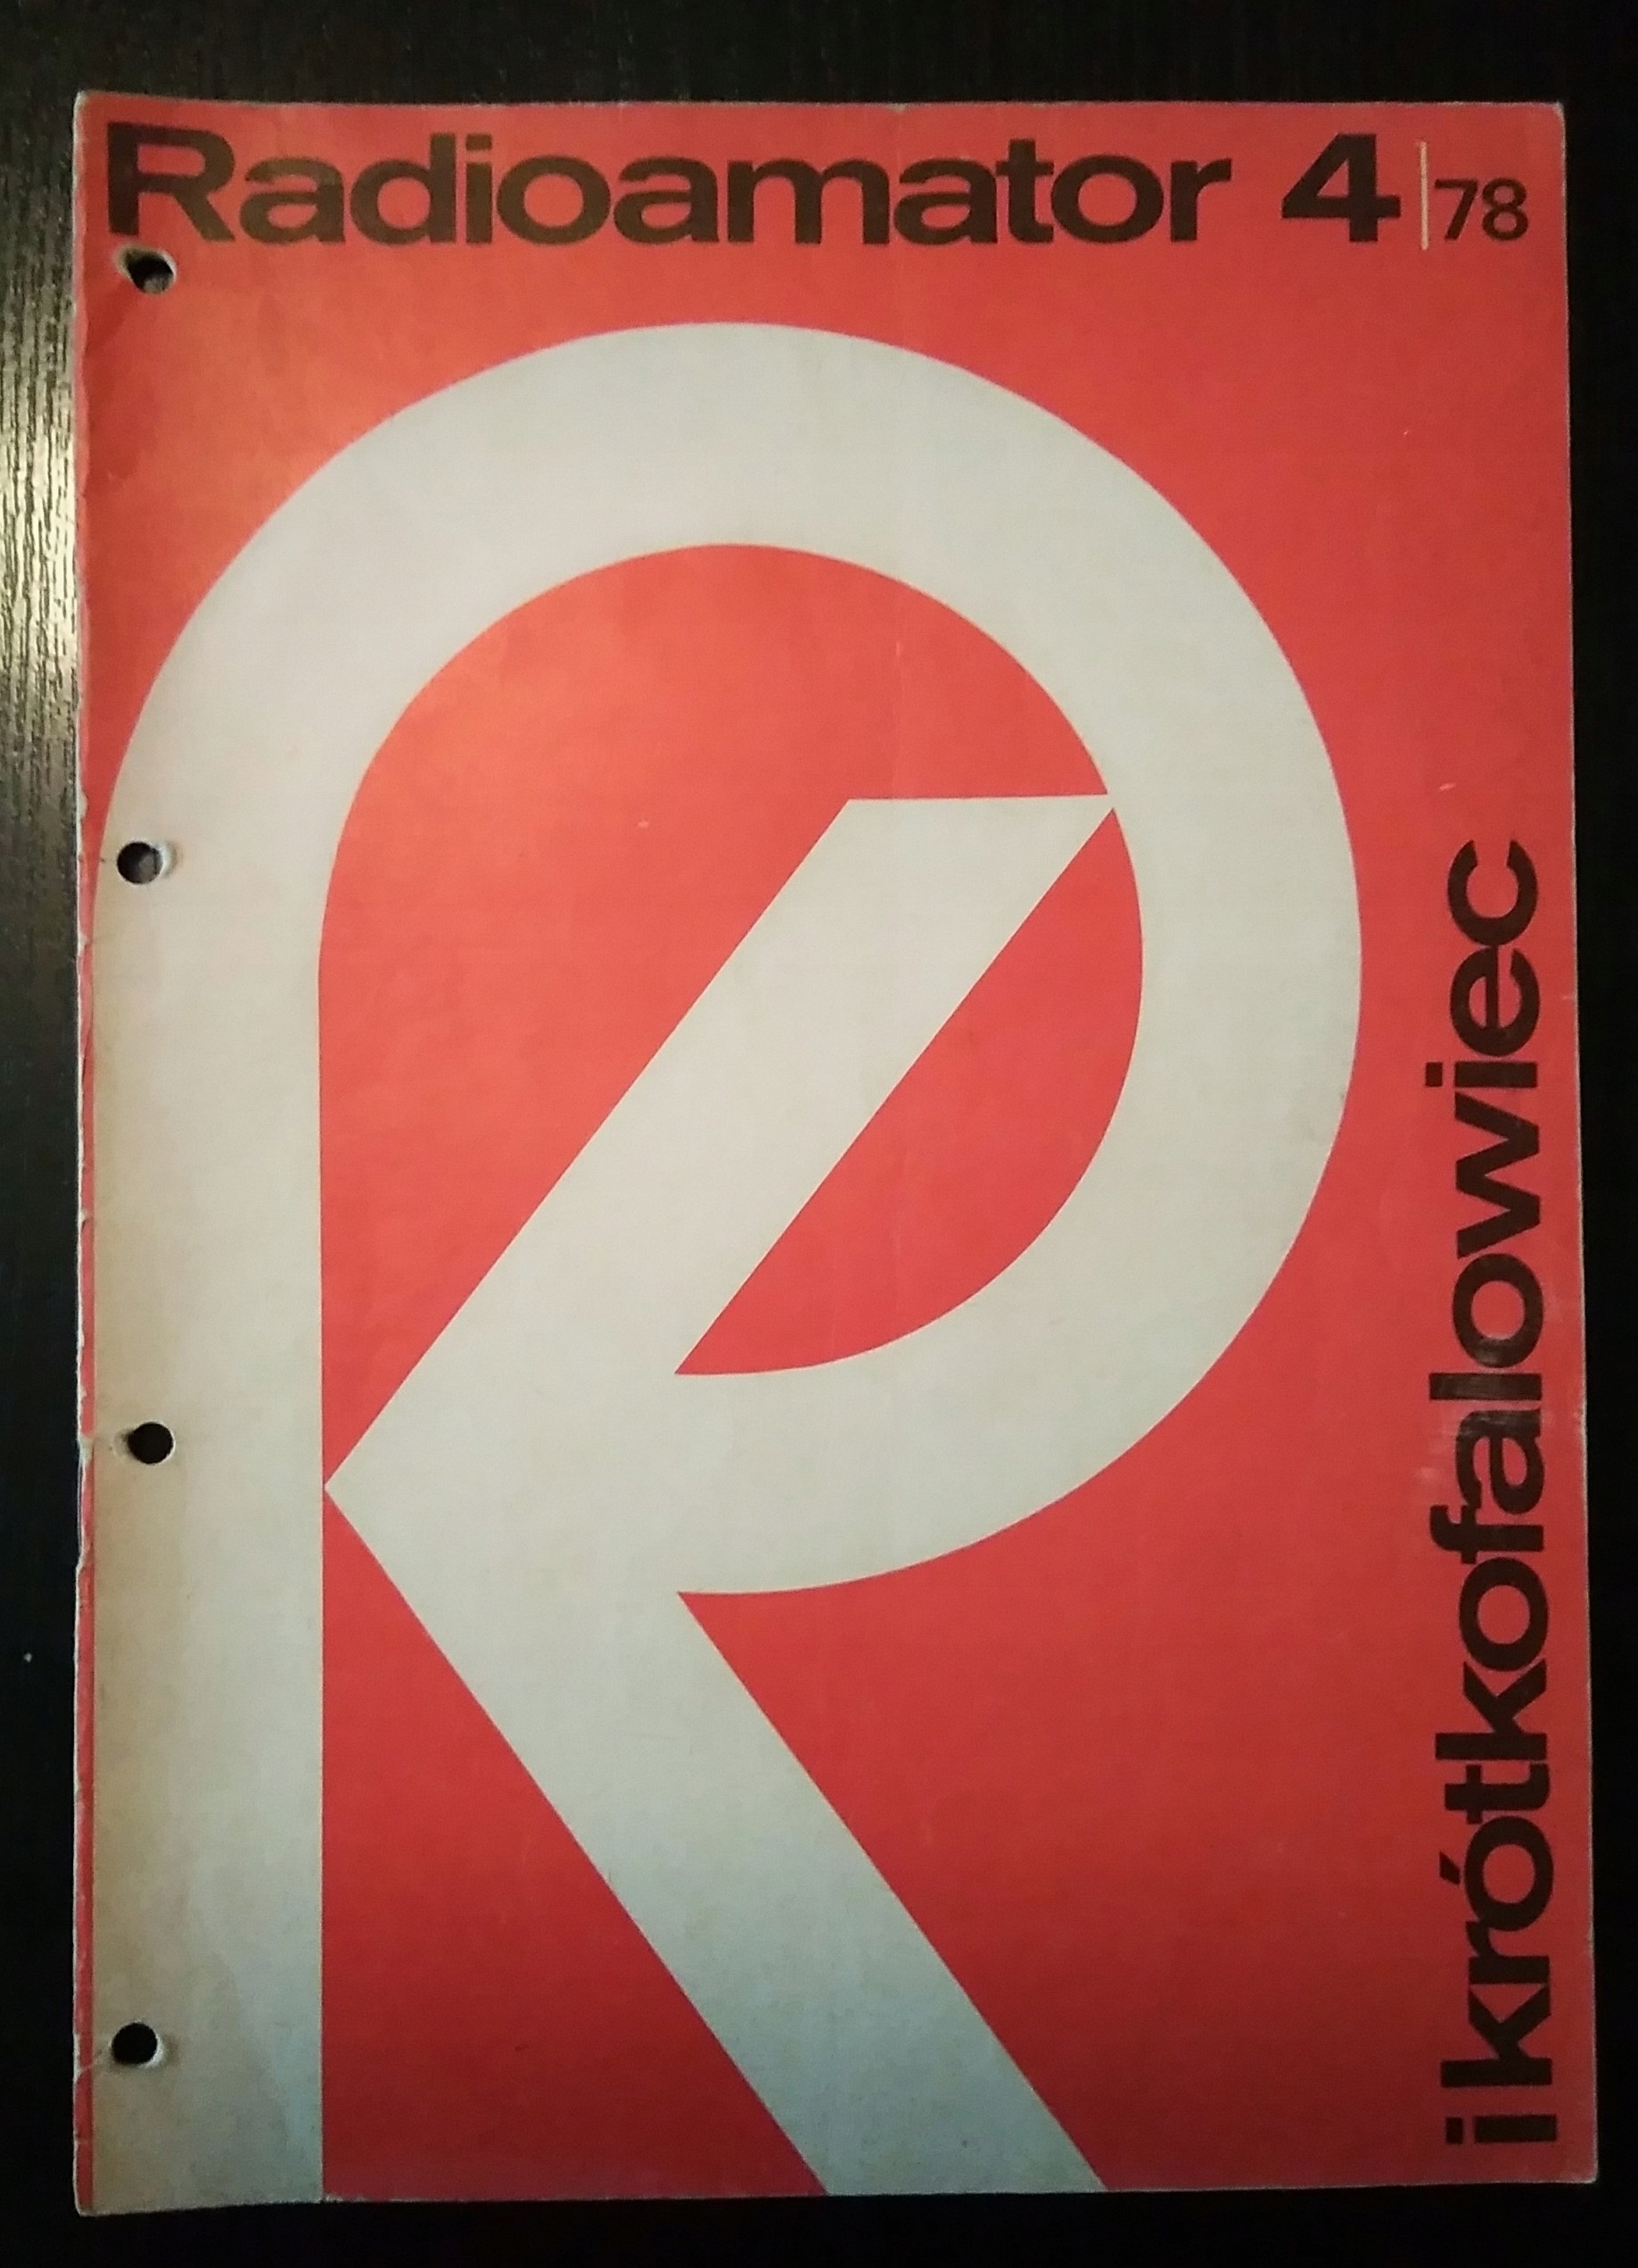 Radioamator 4|78
i krótkofalowiec